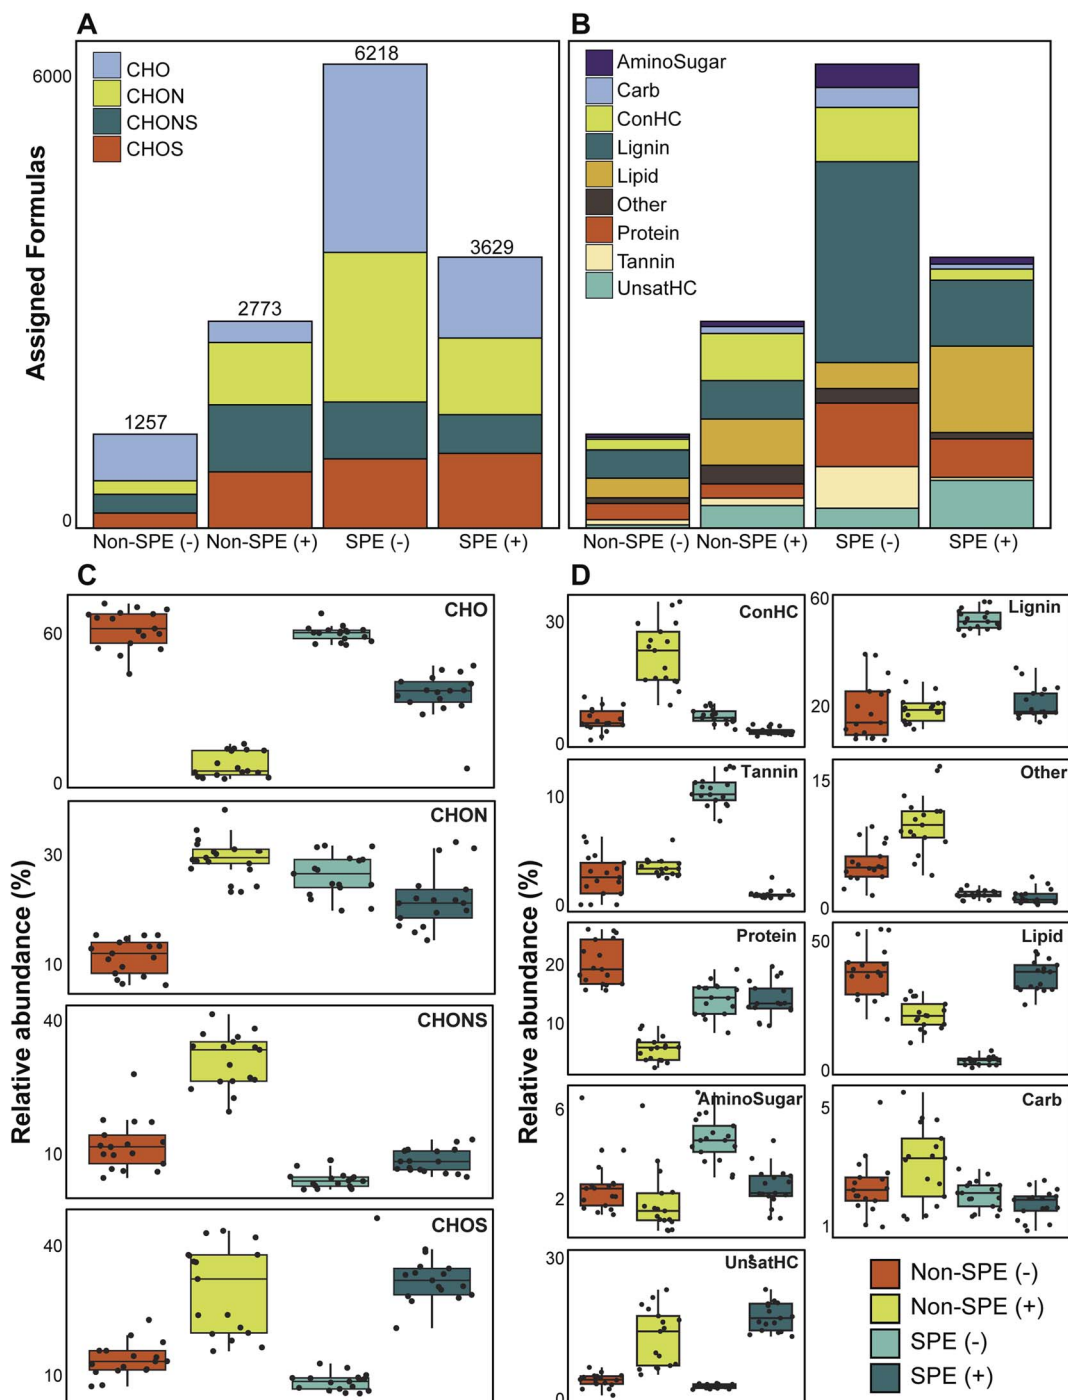 A
B
Assigned Formulas
6000
0
CHO
CHON
CHONS
CHOS
1257
2773
6218
3629
Non-SPE (-)
Non-SPE (+)
SPE (-)
SPE (+)
AminoSugar
Carb
ConHC
Lignin
Lipid
Other
Protein
Tannin
UnsatHC
Non-SPE (-)
Non-SPE (+)
SPE (-)
SPE (+)
C
Relative abundance (%)
Relative abundance (%)
CHO
60
0
CHON
30
10
CHONS
40
10
CHOS
40
10
D
Relative abundance (%)
Relative abundance (%)
ConHC
30
0
Lignin
60
20
Tannin
10
0
Other
15
0
Protein
20
10
Lipid
50
0
AminoSugar
6
2
Carb
5
1
UnsatHC
30
0
Non-SPE (-)
Non-SPE (+)
SPE (-)
SPE (+)